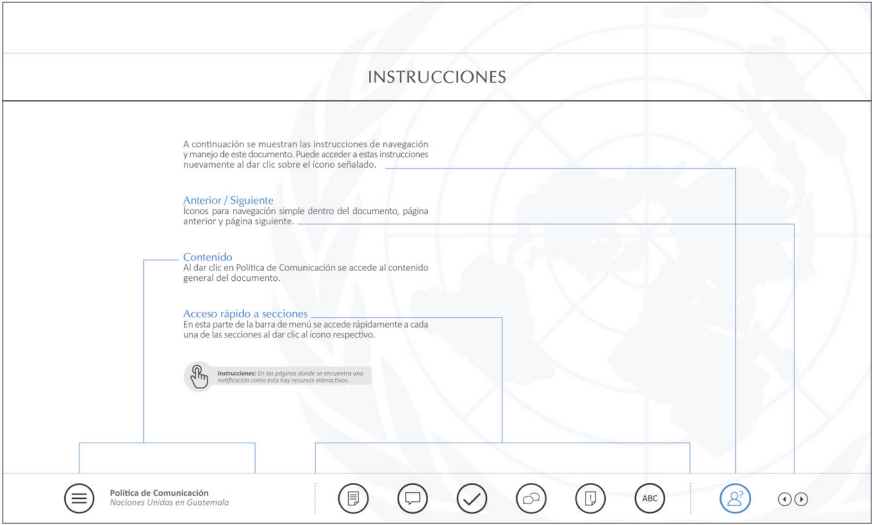 INSTRUCCIONES
A continuación se muestran las instrucciones de navegación
y manejo de este documento. Puede acceder a estas instrucciones
nuevamente al dar clic sobre el ícono señalado.
Anterior / Siguiente
Íconos para navegación simple dentro del documento, página
anterior y página siguiente.
Contenido
Al dar clic en Política de Comunicación se accede al contenido
general del documento.
Acceso rápido a secciones
En esta parte de la barra de menú se accede rápidamente a cada
una de las secciones al dar clic al ícono respectivo.
Instrucciones: En las páginas donde se encuentra una
notificación como esta hay recursos interactivos.
Política de Comunicación
Naciones Unidas en Guatemala
ABC
?